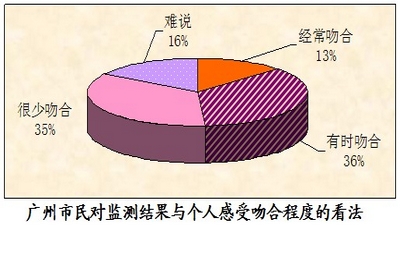 难说
16%
经常吻合
13%
很少吻合
35%
有时吻合
36%
广州市民对监测结果与个人感受吻合程度的看法